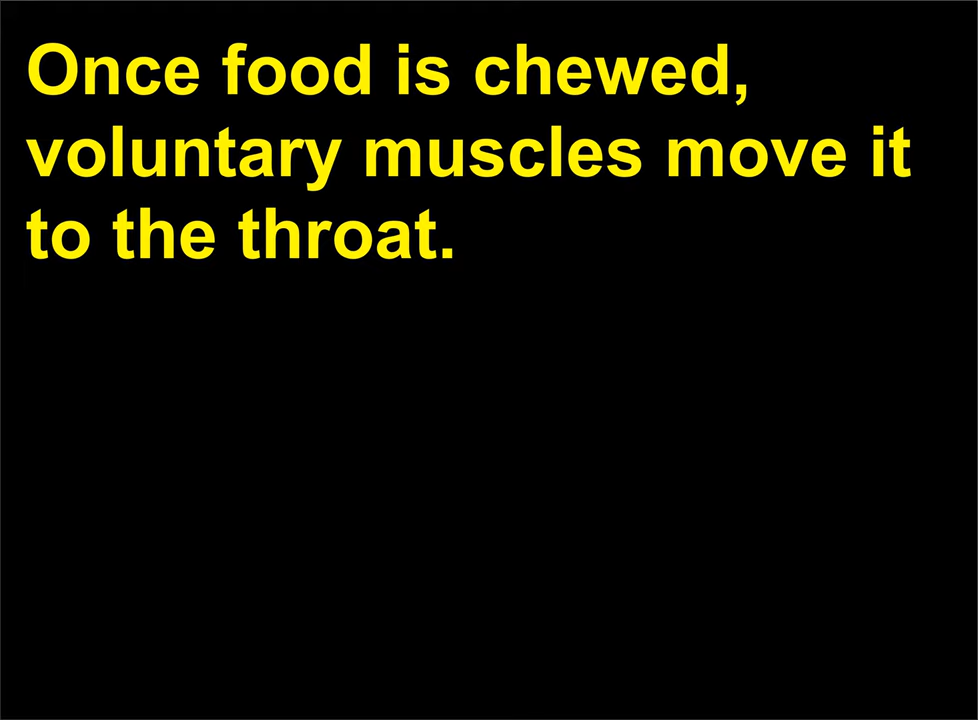 Once food is chewed,
voluntary muscles move it
to the throat.